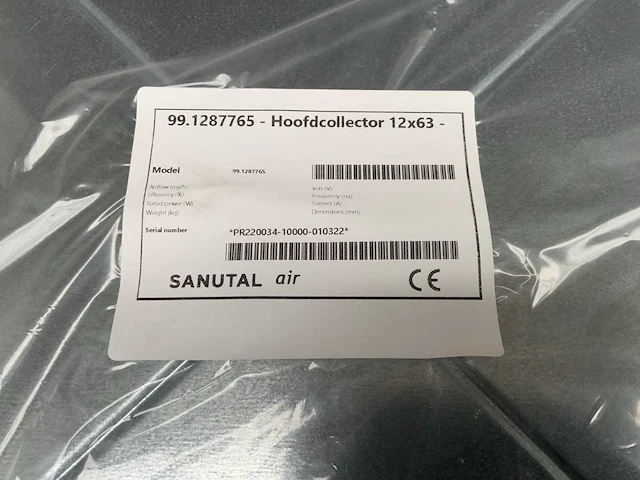 99.1287765 - Hoofdcollector 12x63 -
Model 99.1287765
Airflow (mg/h) Volt (V)
Efficiency (%) Frequency (Hz)
Rated power (W) Current (A)
Weight (kg) Dimensions (mm)
Serial number *PR220034-10000-010322*
SANUTAL air CE